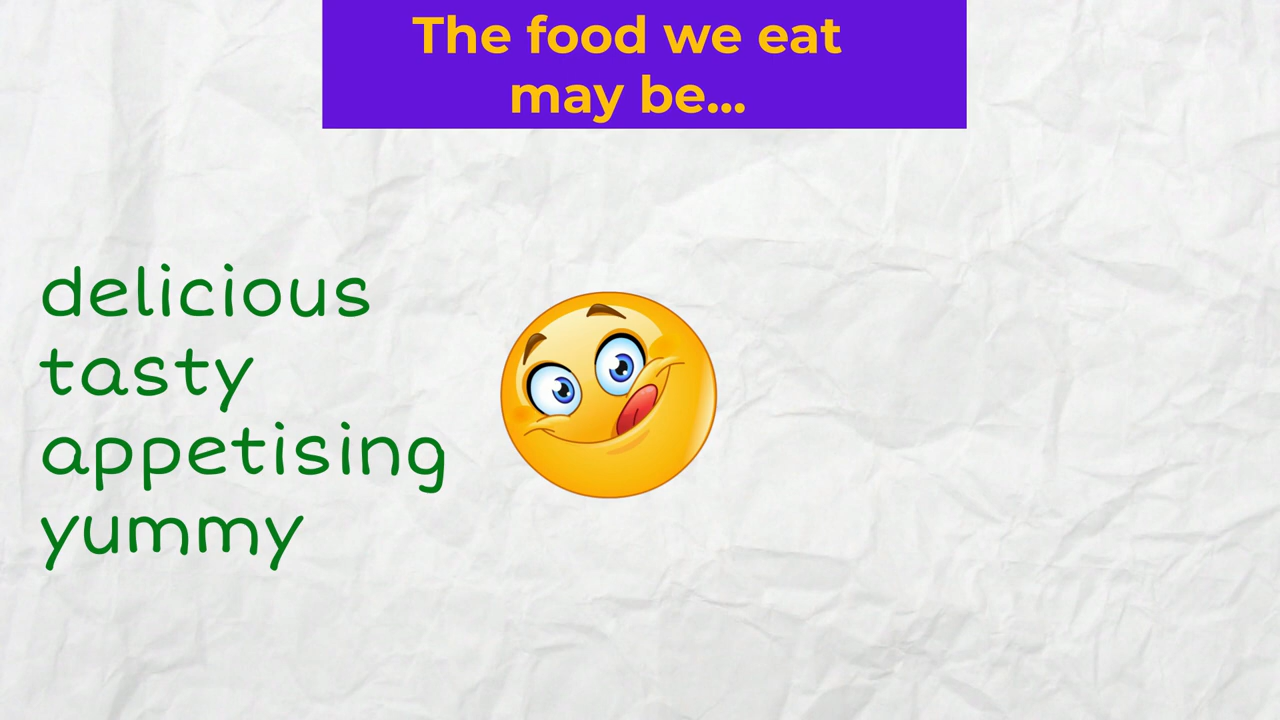 The food we eat
may be...
delicious
tasty
appetising
yummy